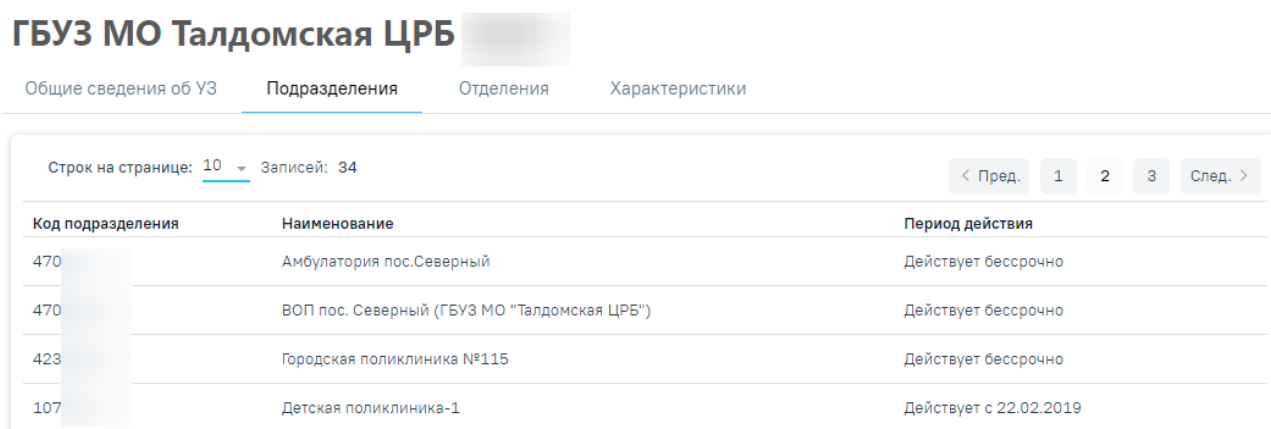 ГБУЗ МО Талдомская ЦРБ
Общие сведения об УЗ Подразделения Отделения Характеристики
Строк на странице: 10 Записей: 34 < Пред. 1 2 3 След. >
Код подразделения Наименование Период действия
470 Амбулатория пос.Северный Действует бессрочно
470 ВОП пос. Северный (ГБУЗ МО "Талдомская ЦРБ") Действует бессрочно
423 Городская поликлиника №115 Действует бессрочно
107 Детская поликлиника-1 Действует с 22.02.2019